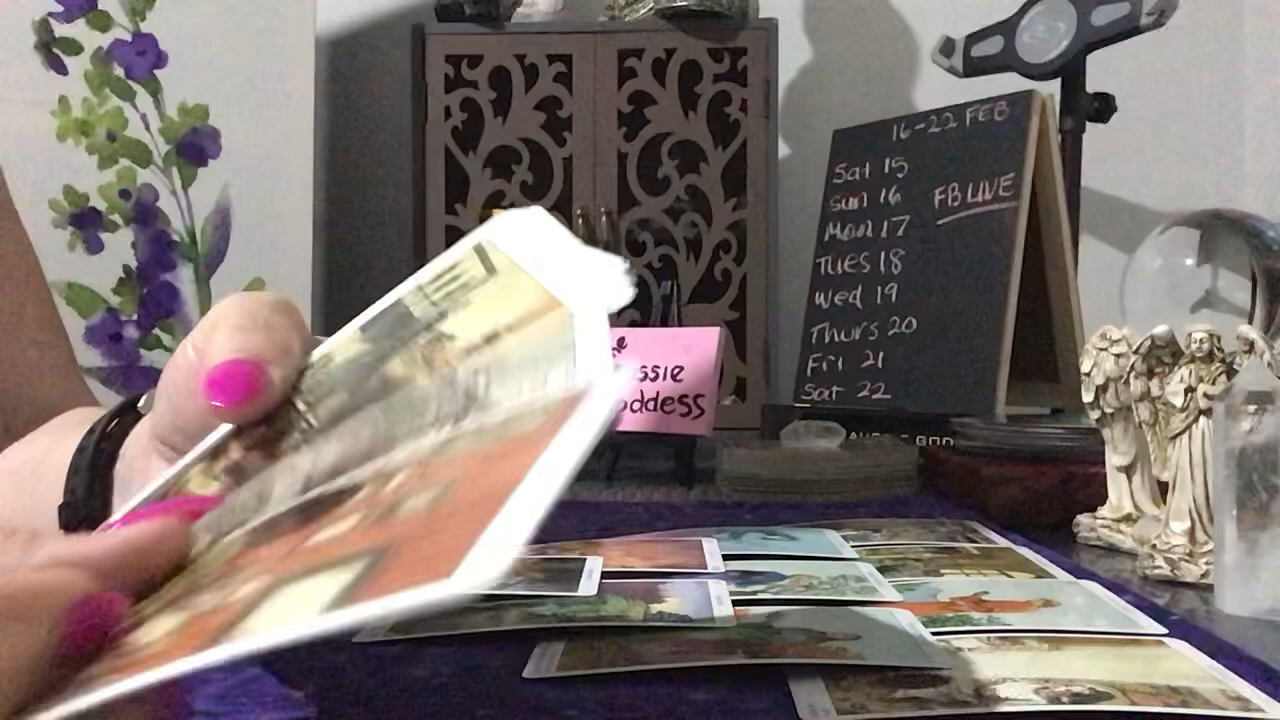 16-22 FEB
Sat 15
Sun 16 FB LIVE
Mon 17
Tues 18
Wed 19
Thurs 20
Fri 21
Sat 22
ssie
oddess